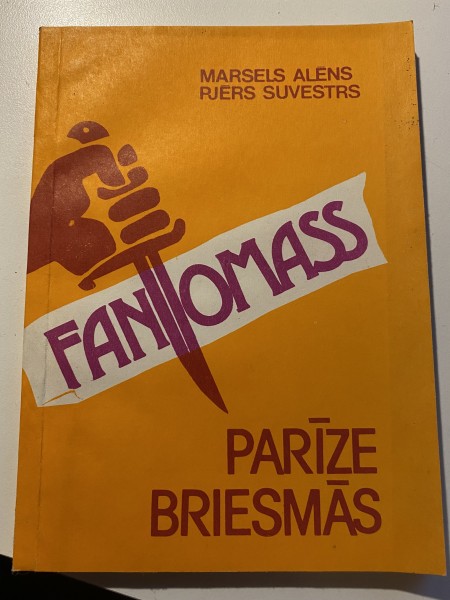 MARSELS ALĒNS
PJĒRS SUVESTRS
FANTOMASS
PARĪZE
BRIESMĀS